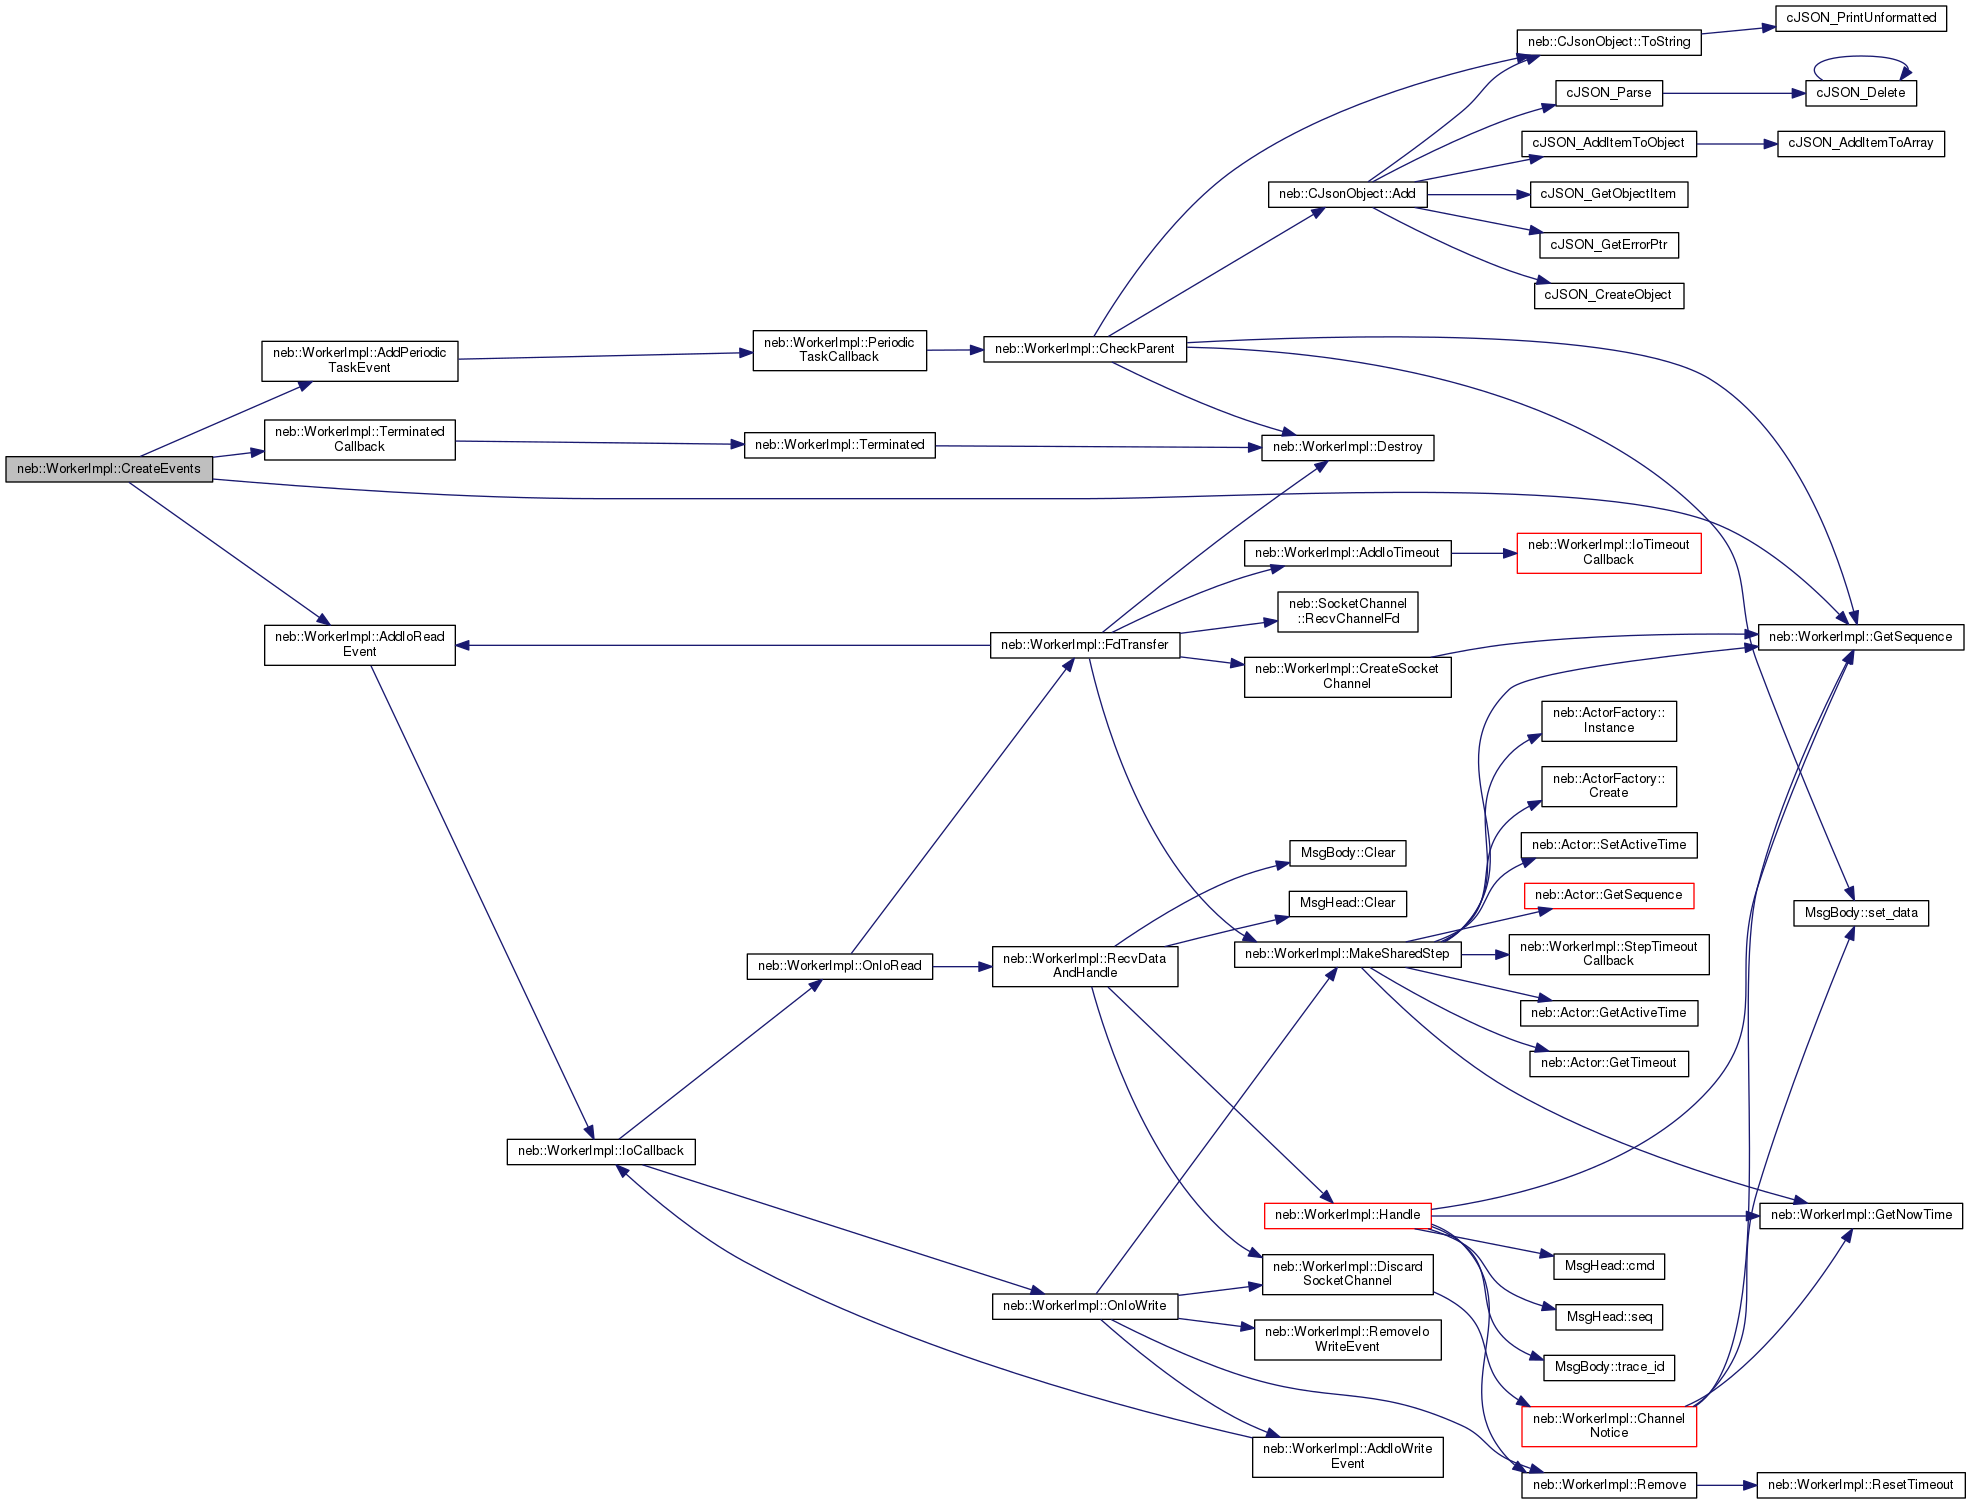 cJSON_PrintUnformatted
neb::CJsonObject::ToString
cJSON_Parse
cJSON_Delete
cJSON_AddItemToObject
cJSON_AddItemToArray
neb::CJsonObject::Add
cJSON_GetObjectItem
cJSON_GetErrorPtr
cJSON_CreateObject
neb::WorkerImpl::AddPeriodic
TaskEvent
neb::WorkerImpl::Periodic
TaskCallback
neb::WorkerImpl::CheckParent
neb::WorkerImpl::Terminated
Callback
neb::WorkerImpl::Terminated
neb::WorkerImpl::Destroy
neb::WorkerImpl::CreateEvents
neb::WorkerImpl::AddIoTimeout
neb::WorkerImpl::IoTimeout
Callback
neb::SocketChannel
::RecvChannelFd
neb::WorkerImpl::AddIoRead
Event
neb::WorkerImpl::FdTransfer
neb::WorkerImpl::GetSequence
neb::WorkerImpl::CreateSocket
Channel
neb::ActorFactory::
Instance
neb::ActorFactory::
Create
neb::Actor::SetActiveTime
MsgBody::Clear
neb::Actor::GetSequence
MsgHead::Clear
MsgBody::set_data
neb::WorkerImpl::OnIoRead
neb::WorkerImpl::RecvData
AndHandle
neb::WorkerImpl::MakeSharedStep
neb::WorkerImpl::StepTimeout
Callback
neb::Actor::GetActiveTime
neb::Actor::GetTimeout
neb::WorkerImpl::IoCallback
neb::WorkerImpl::Handle
neb::WorkerImpl::GetNowTime
neb::WorkerImpl::Discard
SocketChannel
MsgHead::cmd
neb::WorkerImpl::OnIoWrite
MsgHead::seq
neb::WorkerImpl::RemoveIo
WriteEvent
MsgBody::trace_id
neb::WorkerImpl::Channel
Notice
neb::WorkerImpl::AddIoWrite
Event
neb::WorkerImpl::Remove
neb::WorkerImpl::ResetTimeout